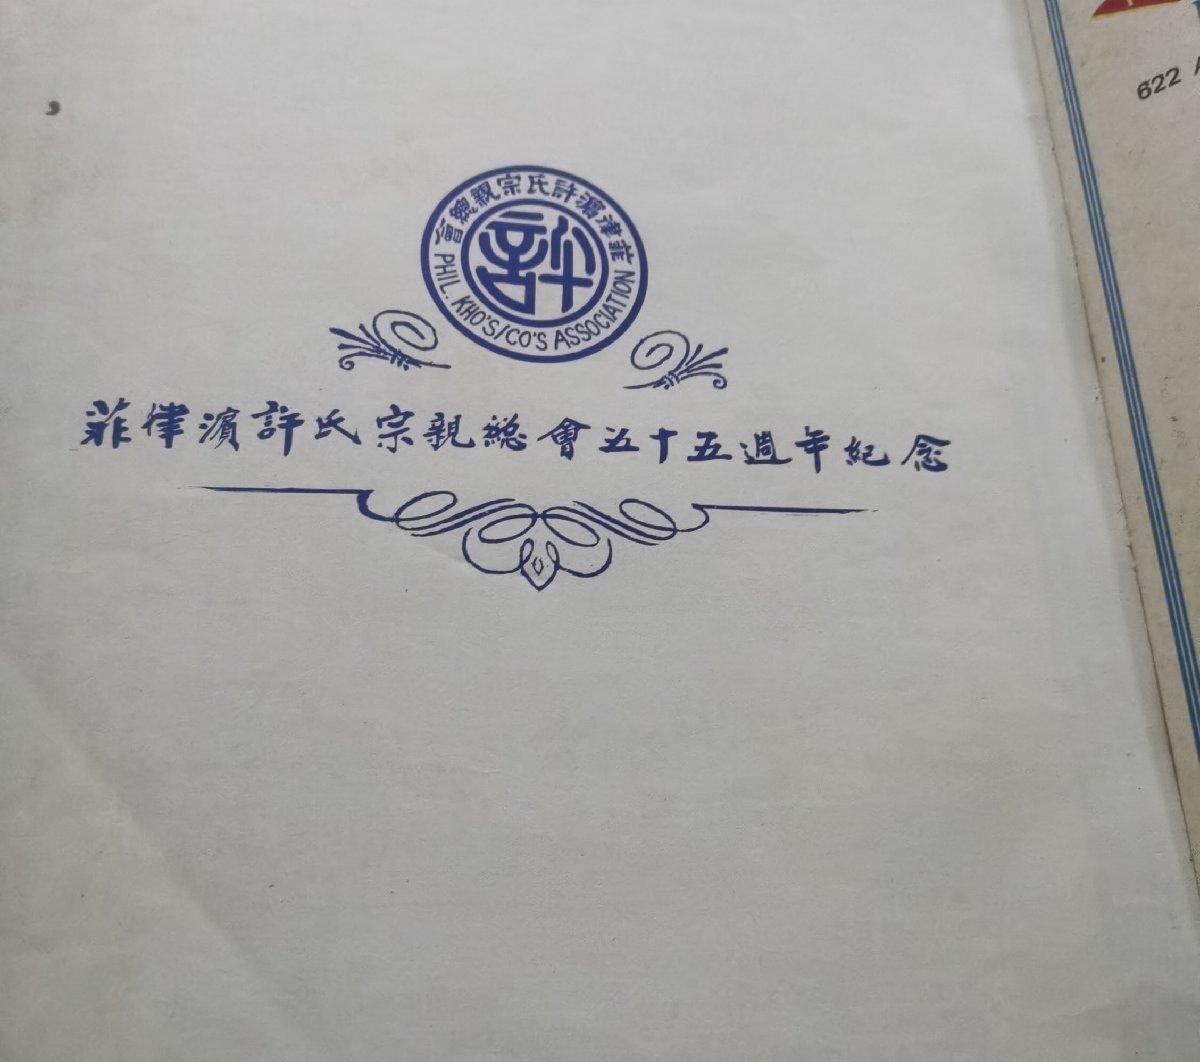 菲律濱許氏宗親總會
許
PHIL. KHO'S/CO'S ASSOCIATION
菲律濱許氏宗親總會五十五週年紀念
622